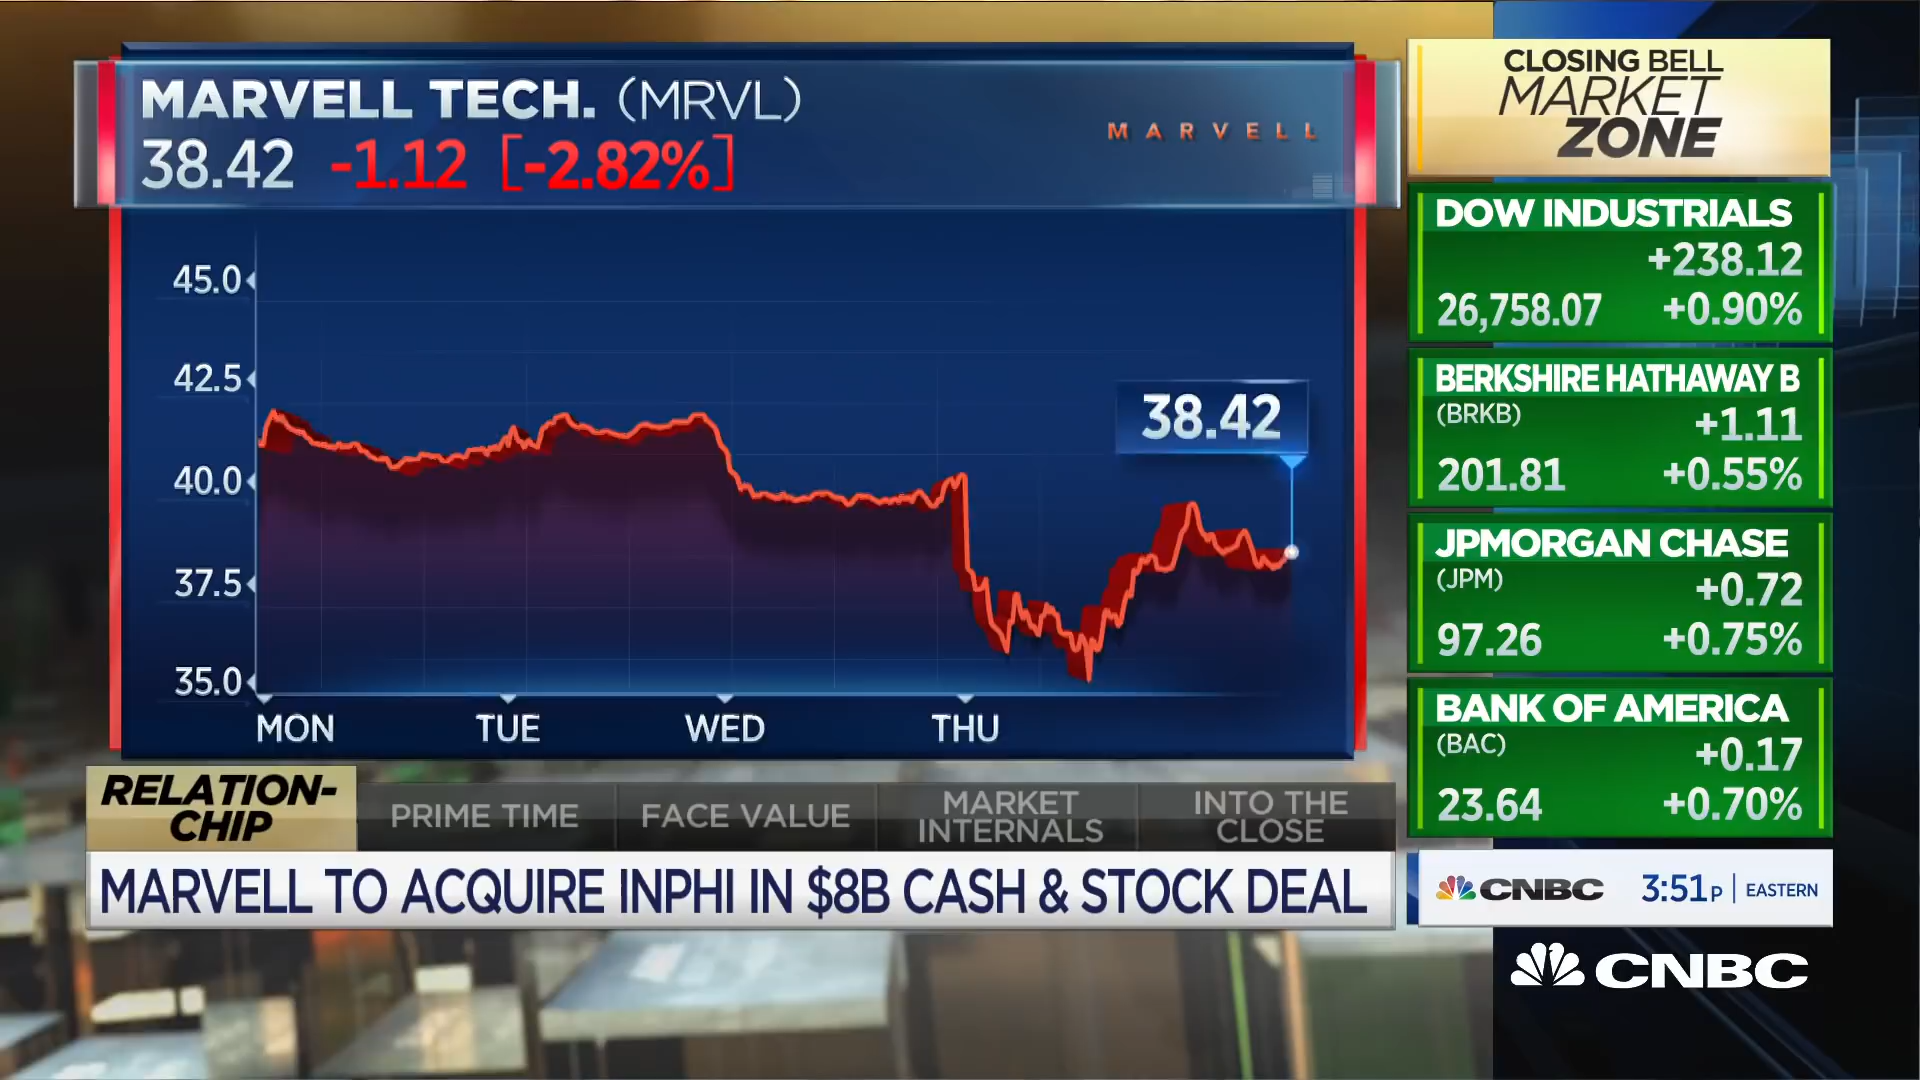 MARVELL TECH. (MRVL)
38.42 -1.12 [-2.82%]
MARVELL
45.0
42.5
40.0
37.5
35.0
38.42
MON TUE WED THU
RELATION-
CHIP
PRIME TIME
FACE VALUE
MARKET
INTERNALS
INTO THE
CLOSE
MARVELL TO ACQUIRE INPHI IN $8B CASH & STOCK DEAL
CLOSING BELL
MARKET
ZONE
DOW INDUSTRIALS
+238.12
26,758.07 +0.90%
BERKSHIRE HATHAWAY B
(BRKB) +1.11
201.81 +0.55%
JPMORGAN CHASE
(JPM) +0.72
97.26 +0.75%
BANK OF AMERICA
(BAC) +0.17
23.64 +0.70%
CNBC 3:51P | EASTERN
CNBC